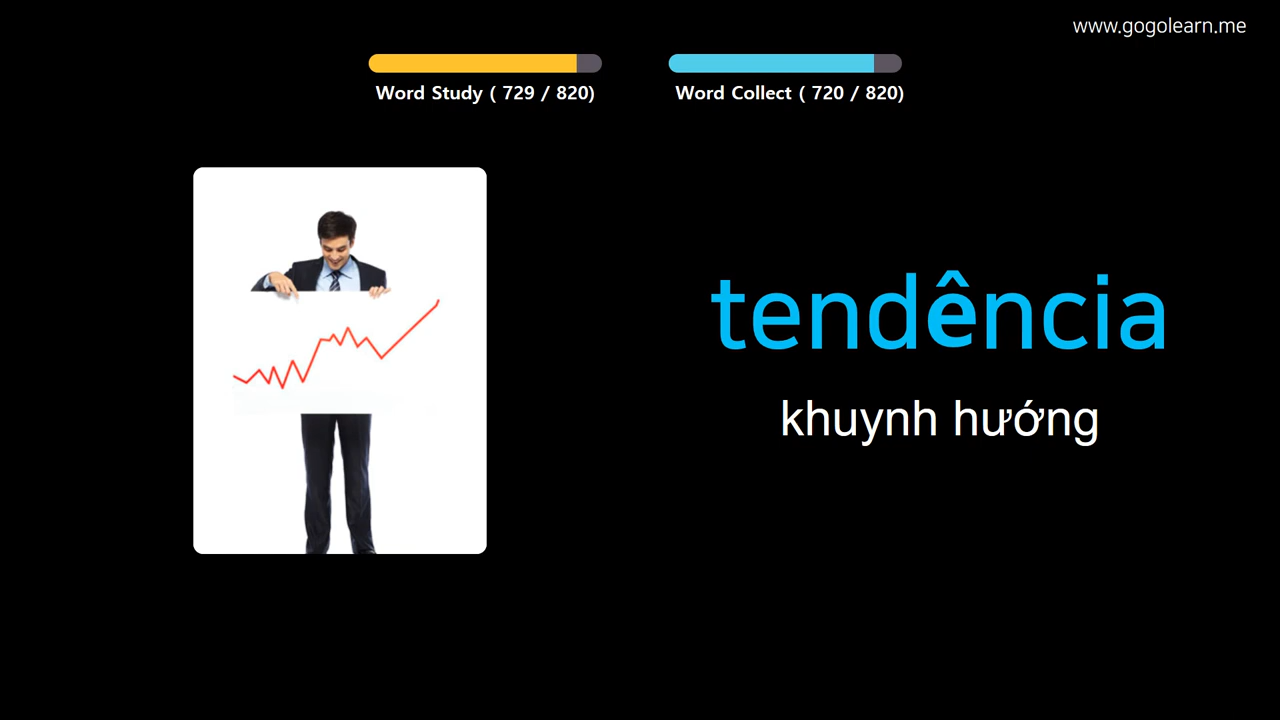 www.gogolearn.me
Word Study ( 729 / 820)
Word Collect ( 720 / 820)
tendência
khuynh hướng